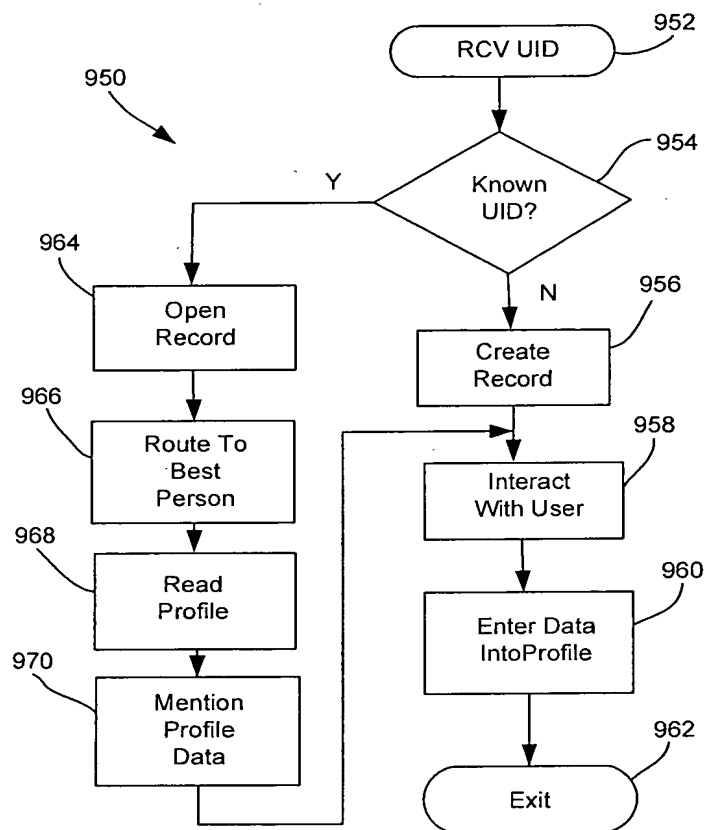 952
RCV UID
950
954
Known
UID?
Y
964
956
N
Open
Record
Create
Record
966
958
Route To
Best
Person
Interact
With User
968
960
Read
Profile
Enter Data
IntoProfile
970
Mention
Profile
Data
962
Exit